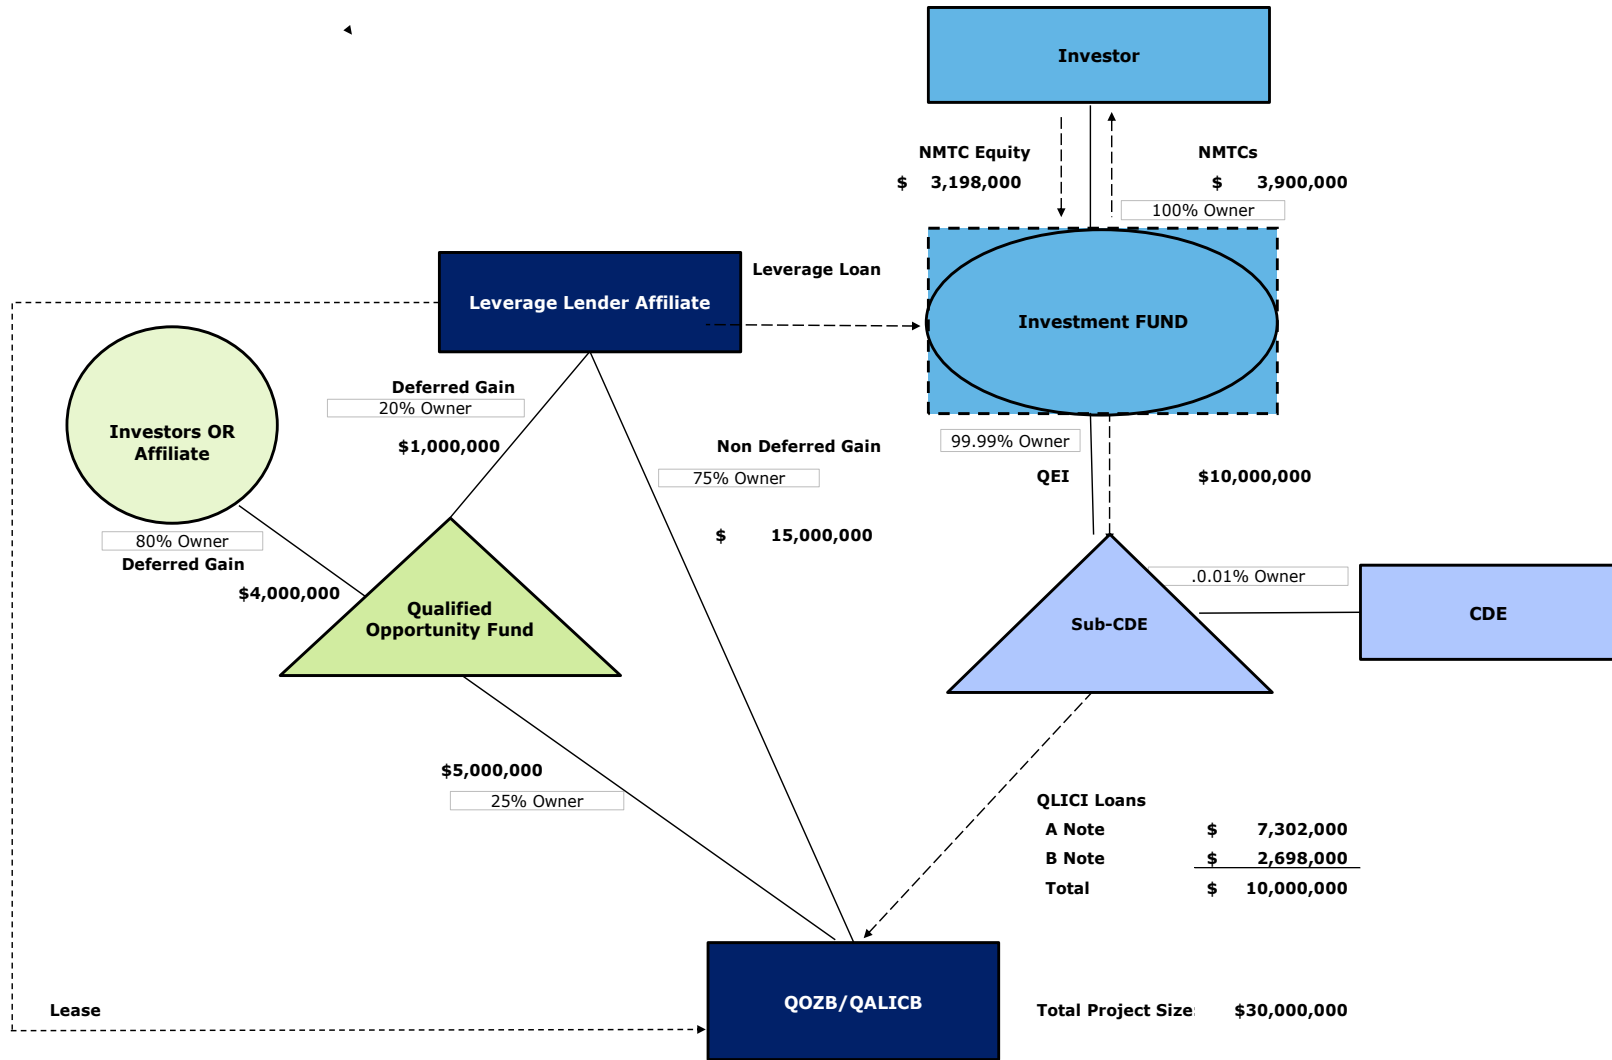 Investor
NMTC Equity
$ 3,198,000
NMTCs
$ 3,900,000
100% Owner
Leverage Lender Affiliate
Leverage Loan
Investment FUND
Deferred Gain
20% Owner
$1,000,000
Investors OR
Affiliate
Non Deferred Gain
75% Owner
$ 15,000,000
99.99% Owner
QEI $10,000,000
80% Owner
Deferred Gain
$4,000,000
Qualified
Opportunity Fund
.0.01% Owner
Sub-CDE
CDE
$5,000,000
25% Owner
QLICI Loans
A Note $ 7,302,000
B Note $ 2,698,000
Total $ 10,000,000
QOZB/QALICB
Lease
Total Project Size: $30,000,000